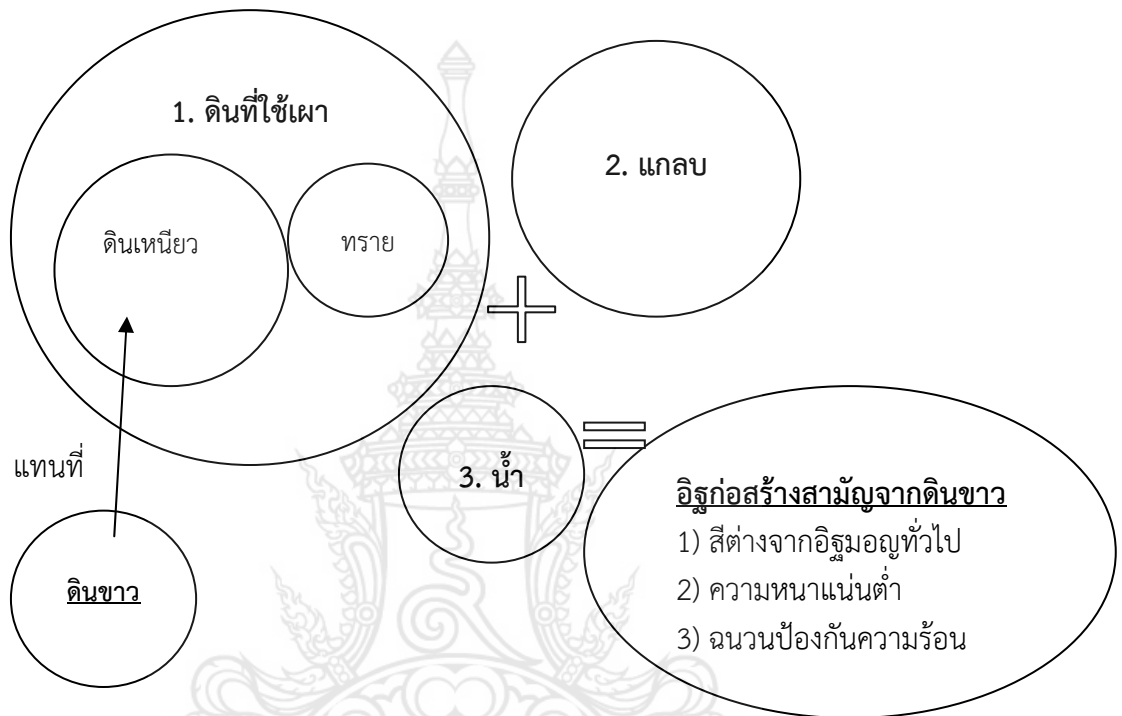 1. ดินที่ใช้เผา
2. แกลบ
ดินเหนียว
ทราย
แทนที่
3. น้ำ
ดินขาว
อิฐก่อสร้างสามัญจากดินขาว
1) สีต่างจากอิฐมอญทั่วไป
2) ความหนาแน่นต่ำ
3) ฉนวนป้องกันความร้อน